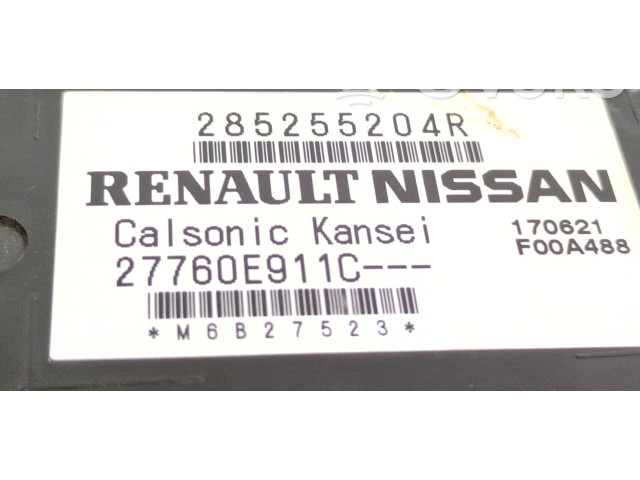 285255204R
RENAULT NISSAN
Calsonic Kansei 170621
27760E911C--- F00A488
*M6B27523*